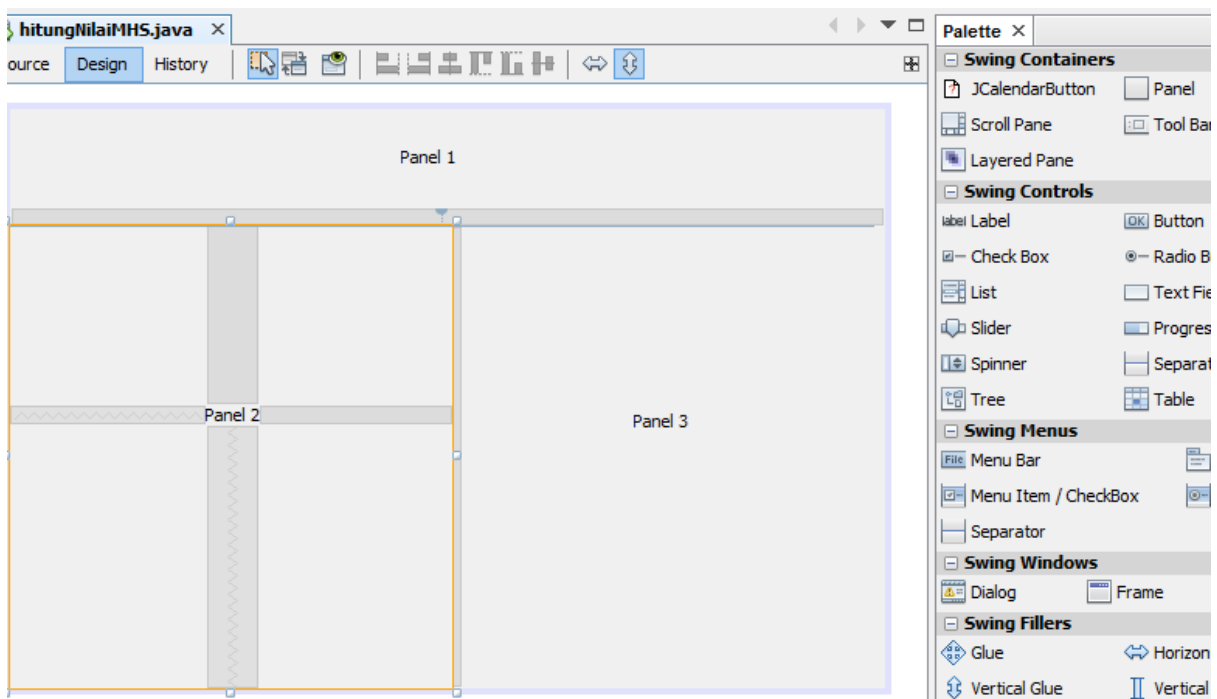 hitungNilaiMHS.java ×
ource Design History
Panel 1
Panel 2
Panel 3
Palette ×
Swing Containers
JCalendarButton Panel
Scroll Pane Tool Bar
Layered Pane
Swing Controls
label Label OK Button
Check Box Radio B
List Text Fie
Slider Progres
Spinner Separat
Tree Table
Swing Menus
File Menu Bar
Menu Item / CheckBox
Separator
Swing Windows
Dialog Frame
Swing Fillers
Glue Horizon
Vertical Glue Vertical